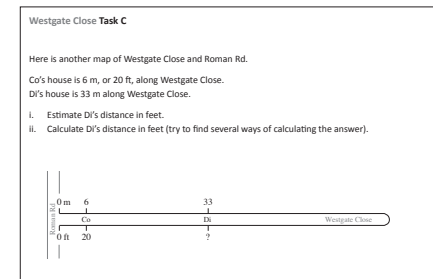 Westgate Close Task C
Here is another map of Westgate Close and Roman Rd.
Co's house is 6 m, or 20 ft, along Westgate Close.
Di's house is 33 m along Westgate Close.
i. Estimate Di's distance in feet.
ii. Calculate Di's distance in feet (try to find several ways of calculating the answer).
0 m 6 33
Roman Rd
Co Di Westgate Close
0 ft 20 ?